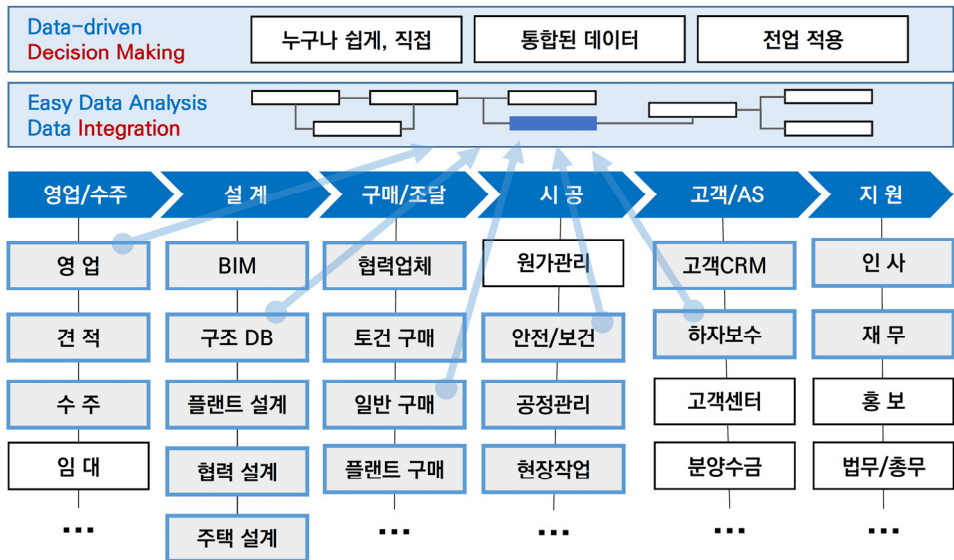 Data-driven
Decision Making
누구나 쉽게, 직접
통합된 데이터
전업 적용
Easy Data Analysis
Data Integration
영업/수주
설 계
구매/조달
시 공
고객/AS
지 원
영 업
BIM
협력업체
원가관리
고객CRM
인 사
견 적
구조 DB
토건 구매
안전/보건
하자보수
재 무
수 주
플랜트 설계
일반 구매
공정관리
고객센터
홍 보
임 대
협력 설계
플랜트 구매
현장작업
분양수금
법무/총무
...
주택 설계
...
...
...
...